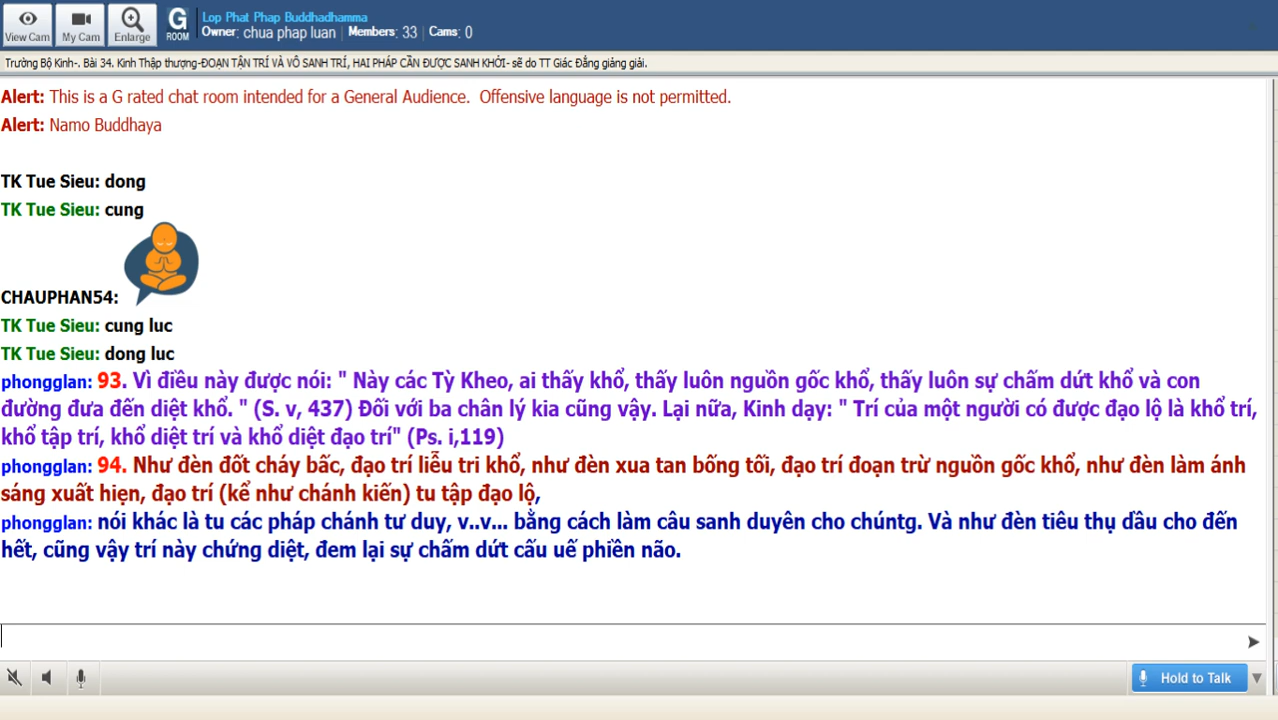 View Cam
My Cam
Enlarge
G
ROOM
Lop Phat Phap Buddhadhamma
Owner: chua phap luan | Members: 33 | Cams: 0
Trường Bộ Kinh-. Bài 34. Kinh Thập thượng-ĐOẠN TẬN TRÍ VÀ VÔ SANH TRÍ, HAI PHÁP CẦN ĐƯỢC SANH KHỞI- sẽ do TT Giác Đẳng giảng giải.
Alert: This is a G rated chat room intended for a General Audience.  Offensive language is not permitted.
Alert: Namo Buddhaya
TK Tue Sieu: dong
TK Tue Sieu: cung
CHAUPHAN54:
TK Tue Sieu: cung luc
TK Tue Sieu: dong luc
phongglan: 93. Vì điều này được nói: " Này các Tỳ Kheo, ai thấy khổ, thấy luôn nguồn gốc khổ, thấy luôn sự chấm dứt khổ và con
đường đưa đến diệt khổ. " (S. v, 437) Đối với ba chân lý kia cũng vậy. Lại nữa, Kinh dạy: " Trí của một người có được đạo lộ là khổ trí,
khổ tập trí, khổ diệt trí và khổ diệt đạo trí" (Ps. i,119)
phongglan: 94. Như đèn đốt cháy bấc, đạo trí liễu tri khổ, như đèn xua tan bống tối, đạo trí đoạn trừ nguồn gốc khổ, như đèn làm ánh
sáng xuất hiẹn, đạo trí (kể như chánh kiến) tu tập đạo lộ,
phongglan: nói khác là tu các pháp chánh tư duy, v..v... bằng cách làm câu sanh duyên cho chúntg. Và như đèn tiêu thụ dầu cho đến
hết, cũng vậy trí này chứng diệt, đem lại sự chấm dứt cấu uế phiền não.
Hold to Talk